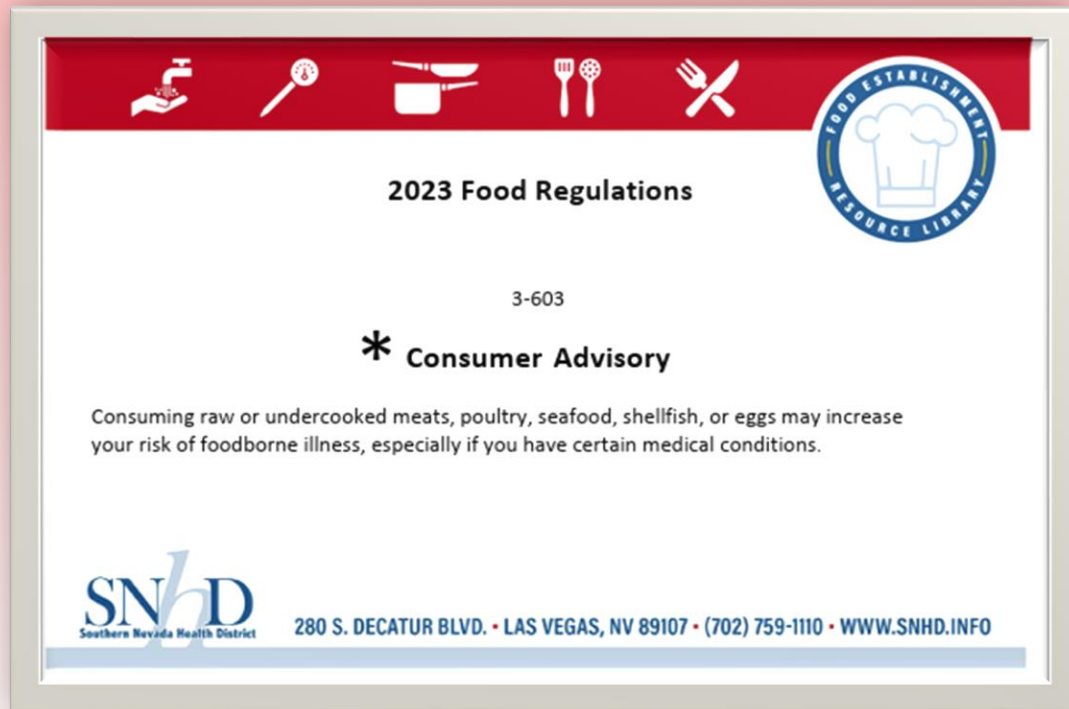 FOOD ESTABLISHMENT
RESOURCE LIBRARY
2023 Food Regulations
3-603
* Consumer Advisory
Consuming raw or undercooked meats, poultry, seafood, shellfish, or eggs may increase
your risk of foodborne illness, especially if you have certain medical conditions.
SNhD
Southern Nevada Health District
280 S. DECATUR BLVD. • LAS VEGAS, NV 89107 • (702) 759-1110 • WWW.SNHD.INFO